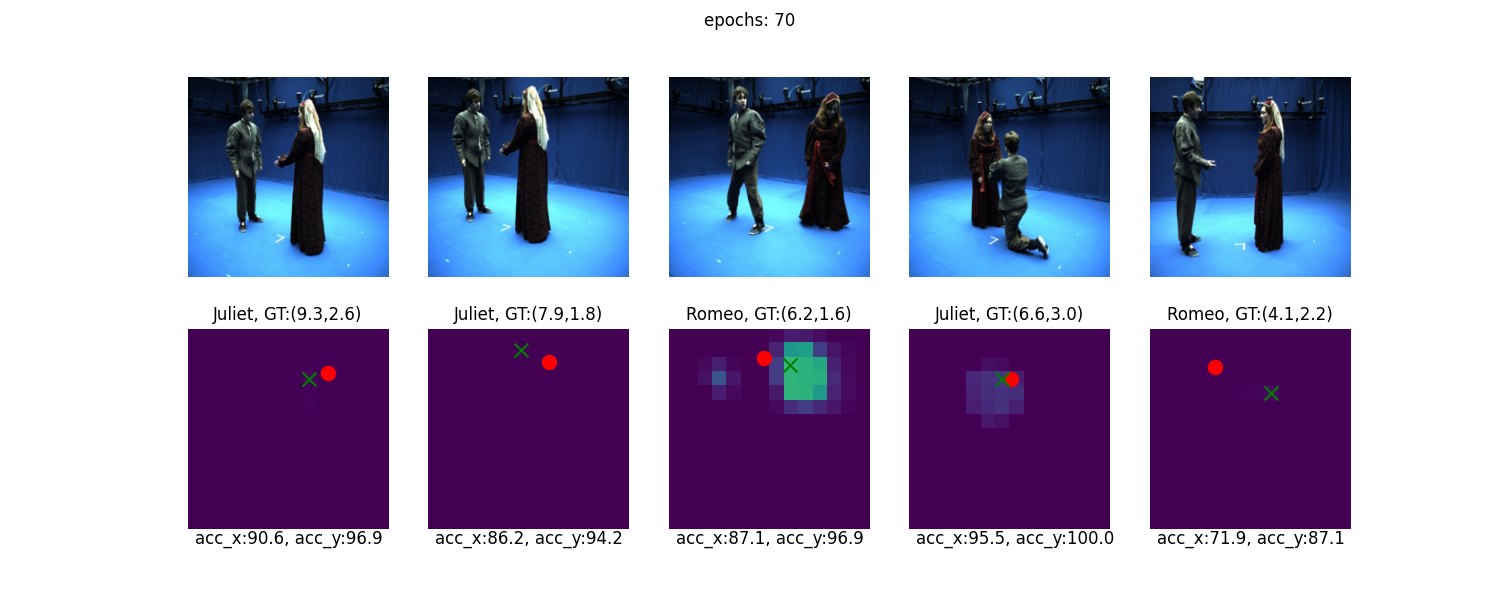 epochs: 70
Juliet, GT:(9.3,2.6)
Juliet, GT:(7.9,1.8)
Romeo, GT:(6.2,1.6)
Juliet, GT:(6.6,3.0)
Romeo, GT:(4.1,2.2)
acc_x:90.6, acc_y:96.9
acc_x:86.2, acc_y:94.2
acc_x:87.1, acc_y:96.9
acc_x:95.5, acc_y:100.0
acc_x:71.9, acc_y:87.1